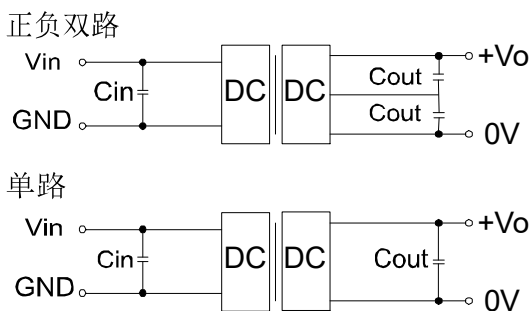 正负双路
Vin
Cin
GND
DC
DC
Cout
Cout
+Vo
0V
单路
Vin
Cin
GND
DC
DC
Cout
+Vo
0V